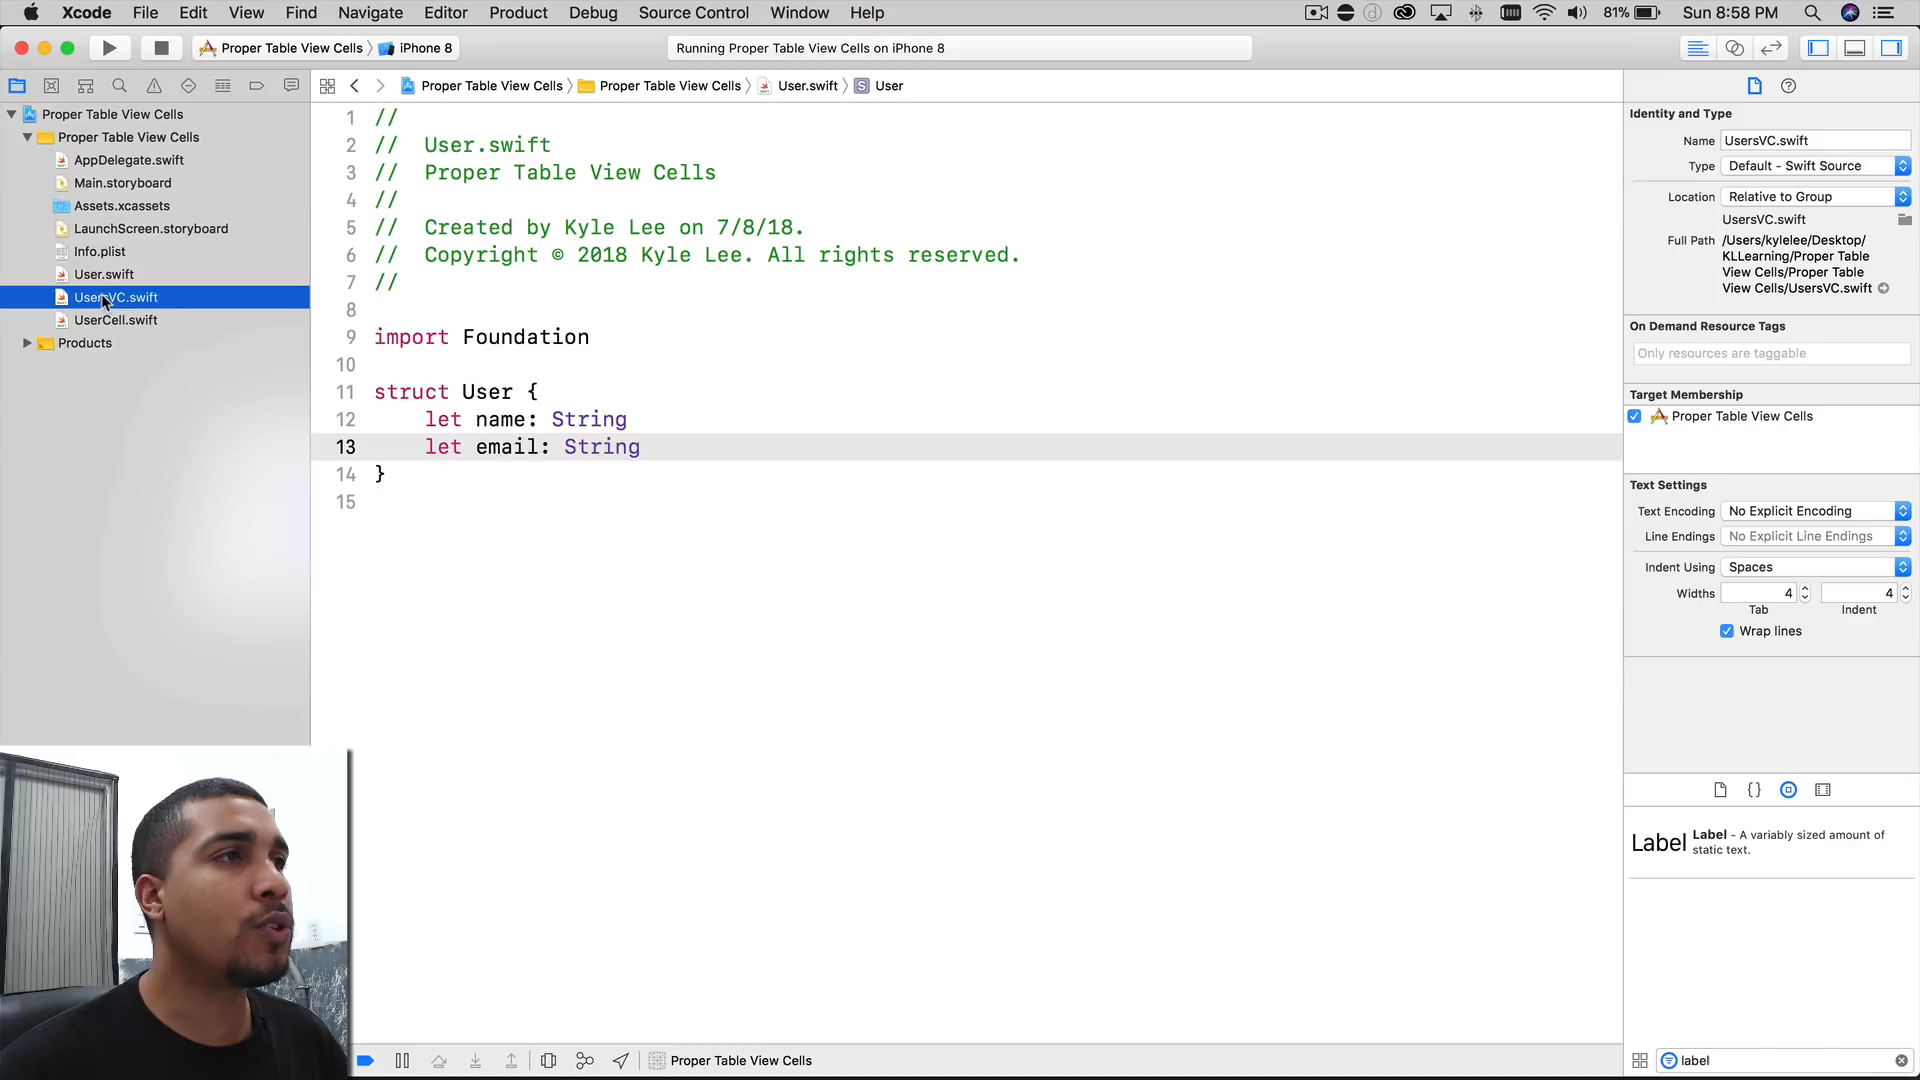 Xcode File Edit View Find Navigate Editor Product Debug Source Control Window Help 81% Sun 8:58 PM
Proper Table View Cells iPhone 8 Running Proper Table View Cells on iPhone 8
Proper Table View Cells Proper Table View Cells User.swift S User
Proper Table View Cells
Proper Table View Cells
AppDelegate.swift
Main.storyboard
Assets.xcassets
LaunchScreen.storyboard
Info.plist
User.swift
UsersVC.swift
UserCell.swift
Products
1 //
2 // User.swift
3 // Proper Table View Cells
4 //
5 // Created by Kyle Lee on 7/8/18.
6 // Copyright © 2018 Kyle Lee. All rights reserved.
7 //
8
9 import Foundation
10
11 struct User {
12 let name: String
13 let email: String
14 }
15
Identity and Type
Name UsersVC.swift
Type Default - Swift Source
Location Relative to Group
UsersVC.swift
Full Path /Users/kylelee/Desktop/
KLLearning/Proper Table
View Cells/Proper Table
View Cells/UsersVC.swift
On Demand Resource Tags
Only resources are taggable
Target Membership
Proper Table View Cells
Text Settings
Text Encoding No Explicit Encoding
Line Endings No Explicit Line Endings
Indent Using Spaces
Widths 4 4
Tab Indent
Wrap lines
{}
Label Label - A variably sized amount of
static text.
Proper Table View Cells
label